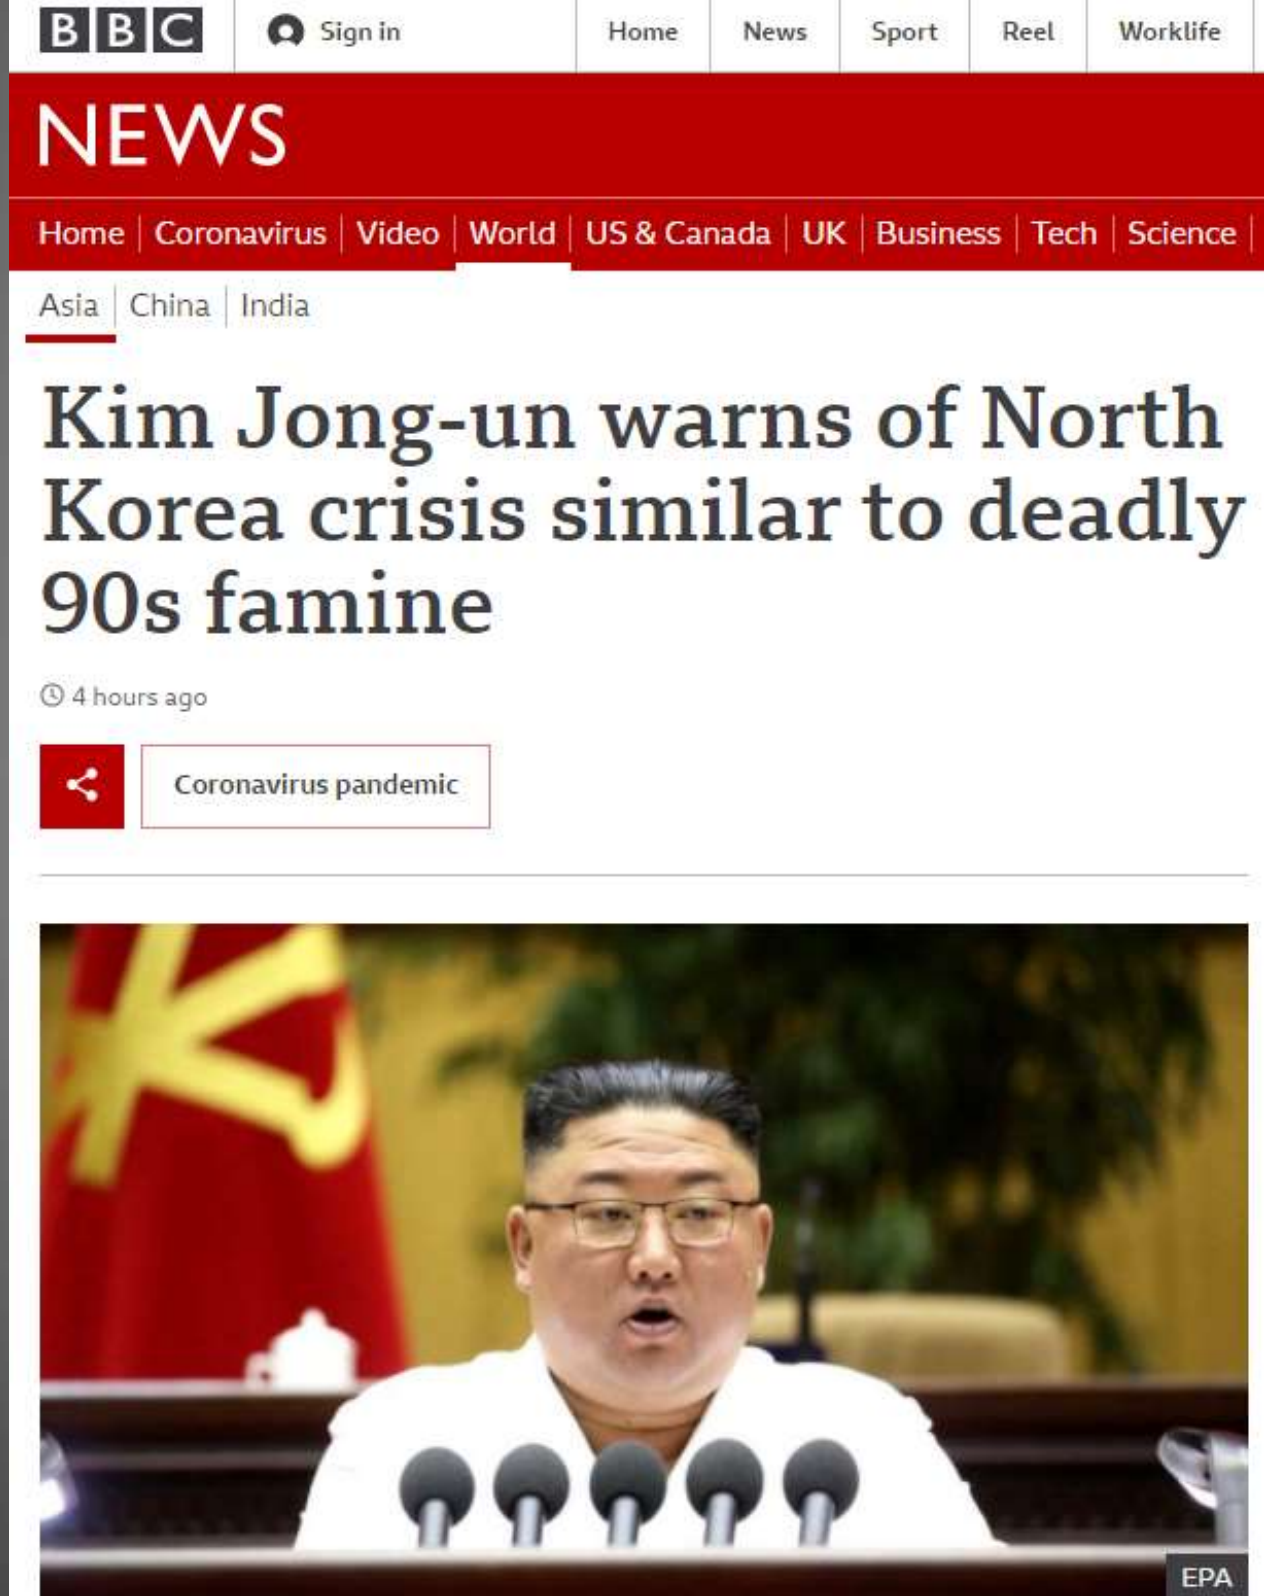 BBC Sign in Home News Sport Reel Worklife
NEWS
Home Coronavirus Video World US & Canada UK Business Tech Science
Asia China India
Kim Jong-un warns of North
Korea crisis similar to deadly
90s famine
4 hours ago
Coronavirus pandemic
EPA